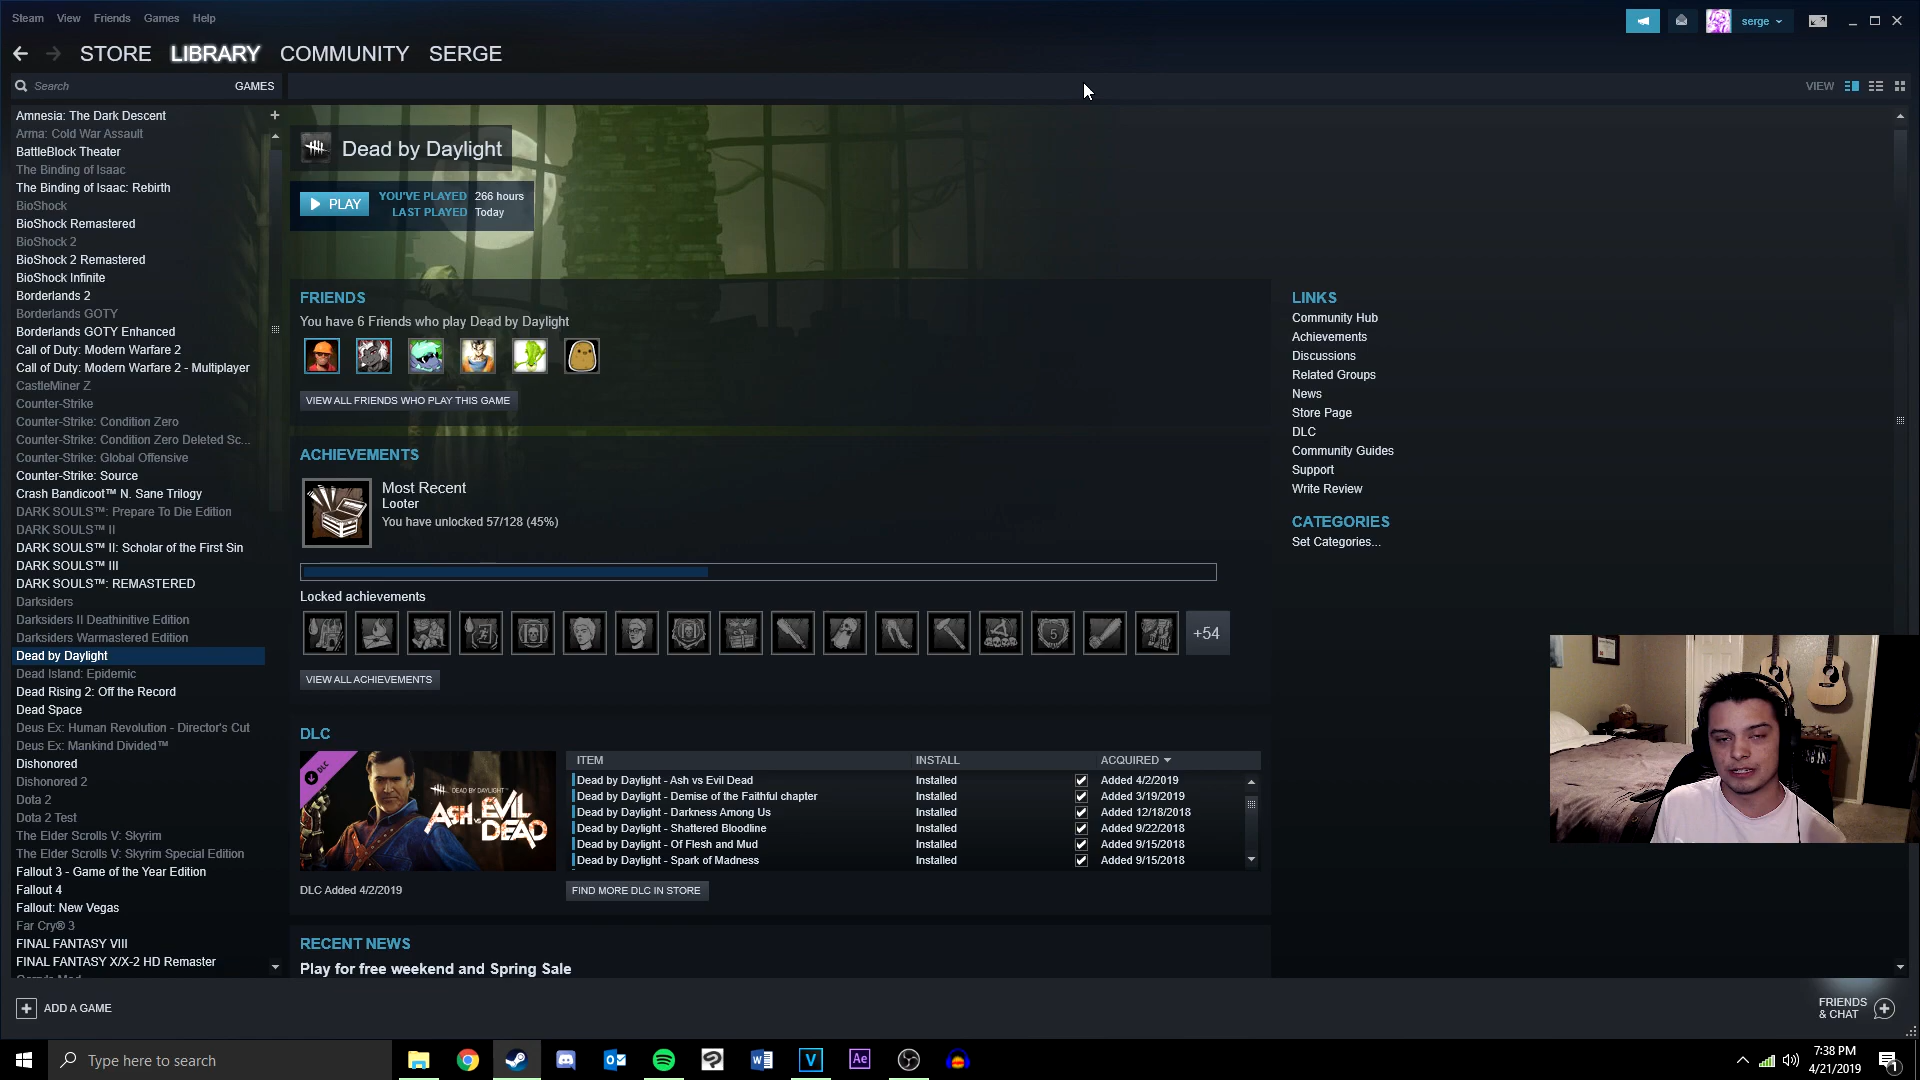 Steam View Friends Games Help
serge
STORE LIBRARY COMMUNITY SERGE
Search GAMES
VIEW
Amnesia: The Dark Descent
Arma: Cold War Assault
BattleBlock Theater
The Binding of Isaac
The Binding of Isaac: Rebirth
BioShock
BioShock Remastered
BioShock 2
BioShock 2 Remastered
BioShock Infinite
Borderlands 2
Borderlands GOTY
Borderlands GOTY Enhanced
Call of Duty: Modern Warfare 2
Call of Duty: Modern Warfare 2 - Multiplayer
CastleMiner Z
Counter-Strike
Counter-Strike: Condition Zero
Counter-Strike: Condition Zero Deleted Sc...
Counter-Strike: Global Offensive
Counter-Strike: Source
Crash Bandicoot™ N. Sane Trilogy
DARK SOULS™: Prepare To Die Edition
DARK SOULS™ II
DARK SOULS™ II: Scholar of the First Sin
DARK SOULS™ III
DARK SOULS™: REMASTERED
Darksiders
Darksiders II Deathinitive Edition
Darksiders Warmastered Edition
Dead by Daylight
Dead Island: Epidemic
Dead Rising 2: Off the Record
Dead Space
Deus Ex: Human Revolution - Director's Cut
Deus Ex: Mankind Divided™
Dishonored
Dishonored 2
Dota 2
Dota 2 Test
The Elder Scrolls V: Skyrim
The Elder Scrolls V: Skyrim Special Edition
Fallout 3 - Game of the Year Edition
Fallout 4
Fallout: New Vegas
Far Cry® 3
FINAL FANTASY VIII
FINAL FANTASY X/X-2 HD Remaster
Dead by Daylight
PLAY
YOU'VE PLAYED 266 hours
LAST PLAYED Today
FRIENDS
You have 6 Friends who play Dead by Daylight
VIEW ALL FRIENDS WHO PLAY THIS GAME
ACHIEVEMENTS
Most Recent
Looter
You have unlocked 57/128 (45%)
Locked achievements
5
+54
VIEW ALL ACHIEVEMENTS
DLC
DLC
DEAD BY DAYLIGHT
ASH VS EVIL DEAD
DLC Added 4/2/2019
ITEM INSTALL ACQUIRED
Dead by Daylight - Ash vs Evil Dead Installed Added 4/2/2019
Dead by Daylight - Demise of the Faithful chapter Installed Added 3/19/2019
Dead by Daylight - Darkness Among Us Installed Added 12/18/2018
Dead by Daylight - Shattered Bloodline Installed Added 9/22/2018
Dead by Daylight - Of Flesh and Mud Installed Added 9/15/2018
Dead by Daylight - Spark of Madness Installed Added 9/15/2018
FIND MORE DLC IN STORE
RECENT NEWS
Play for free weekend and Spring Sale
LINKS
Community Hub
Achievements
Discussions
Related Groups
News
Store Page
DLC
Community Guides
Support
Write Review
CATEGORIES
Set Categories...
ADD A GAME
FRIENDS
& CHAT
Type here to search
V
Ae
7:38 PM
4/21/2019
1